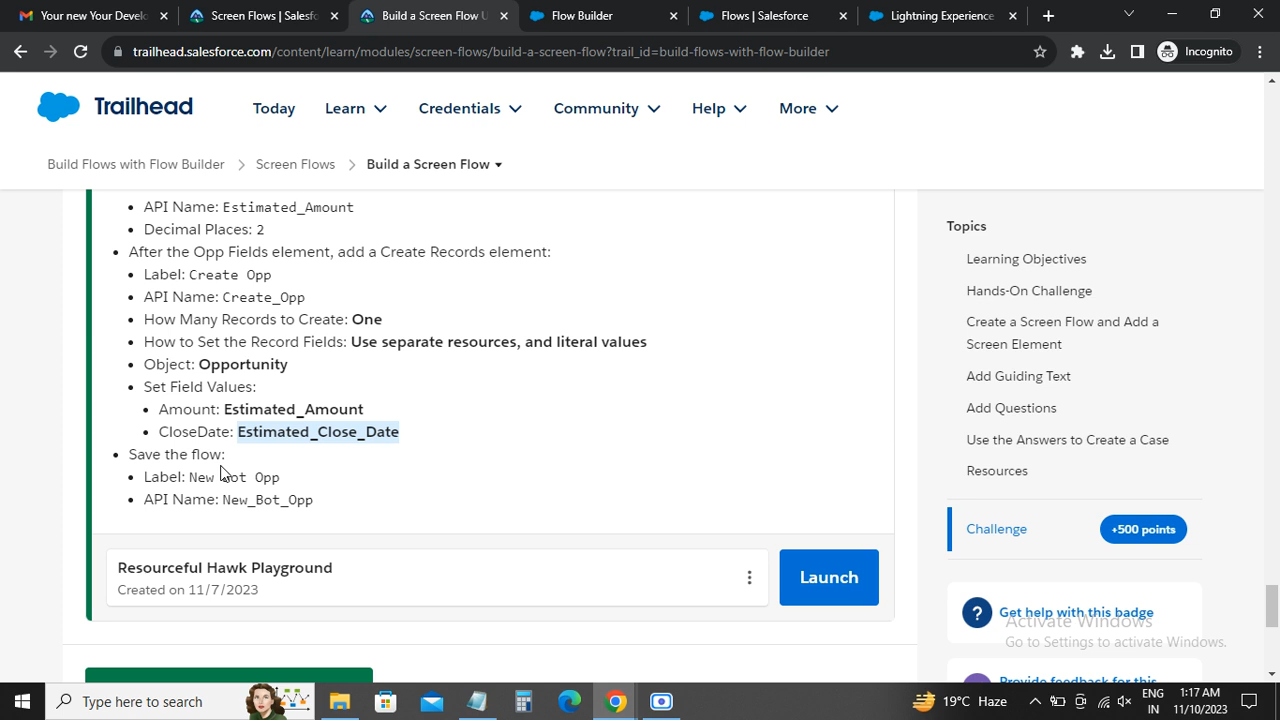 New Your Develo
Screen Flows | Salesfo
Build a Screen Flow U
Flow Builder
Flows | Salesforce
Lightning Experience
trailhead.salesforce.com/content/learn/modules/screen-flows/build-a-screen-flow?trail_id=build-flows-with-flow-builder
Incognito
Trailhead
Today
Learn
Credentials
Community
Help
More
Build Flows with Flow Builder
Screen Flows
Build a Screen Flow
API Name: Estimated_Amount
Decimal Places: 2
After the Opp Fields element, add a Create Records element:
Label: Create Opp
API Name: Create_Opp
How Many Records to Create: One
How to Set the Record Fields: Use separate resources, and literal values
Object: Opportunity
Set Field Values:
Amount: Estimated_Amount
CloseDate: Estimated_Close_Date
Save the flow:
Label: New Bot Opp
API Name: New_Bot_Opp
Resourceful Hawk Playground
Created on 11/7/2023
Launch
Topics
Learning Objectives
Hands-On Challenge
Create a Screen Flow and Add a
Screen Element
Add Guiding Text
Add Questions
Use the Answers to Create a Case
Resources
Challenge
+500 points
Get help with this badge
Activate Windows
Go to Settings to activate Windows.
Provide feedback for this
Type here to search
19°C Haze
ENG
IN
1:17 AM
11/10/2023